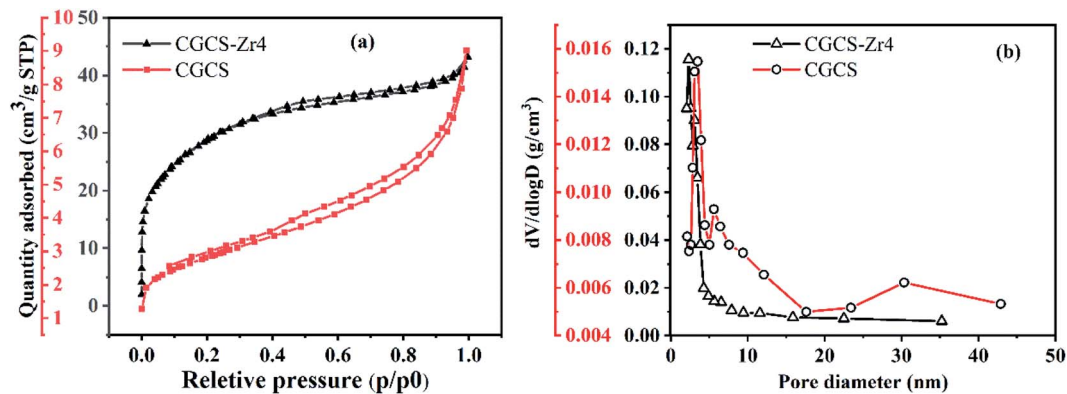 (a)
CGCS-Zr4
CGCS
Quantity adsorbed (cm³/g STP)
9
8
7
6
5
4
3
2
1
50
40
30
20
10
0
0.0 0.2 0.4 0.6 0.8 1.0
Reletive pressure (p/p0)
(b)
CGCS-Zr4
CGCS
dV/dlogD (g/cm³)
0.016
0.014
0.012
0.010
0.008
0.006
0.004
0.12
0.10
0.08
0.06
0.04
0.02
0.00
0 10 20 30 40 50
Pore diameter (nm)